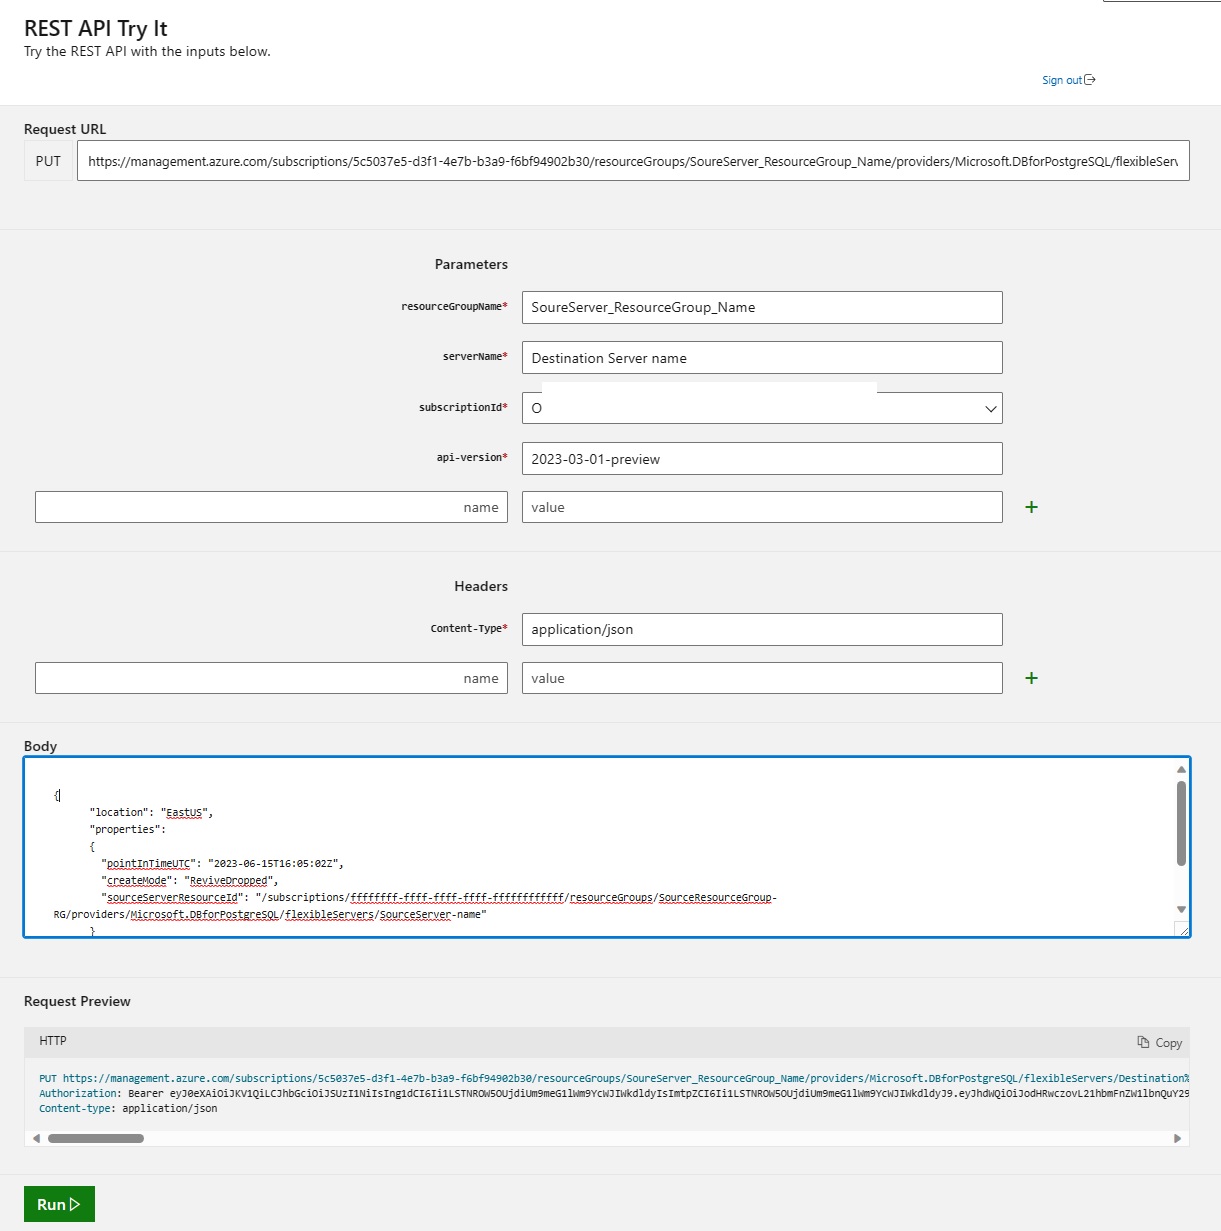 REST API Try It
Try the REST API with the inputs below.
Sign out
Request URL
PUT
https://management.azure.com/subscriptions/5c5037e5-d3f1-4e7b-b3a9-f6bf94902b30/resourceGroups/SoureServer_ResourceGroup_Name/providers/Microsoft.DBforPostgreSQL/flexibleSer
Parameters
resourceGroupName*
SoureServer_ResourceGroup_Name
serverName*
Destination Server name
subscriptionId*
O
api-version*
2023-03-01-preview
name
value
+
Headers
Content-Type*
application/json
name
value
+
Body
{
"location": "EastUS",
"properties":
{
"pointInTimeUTC": "2023-06-15T16:05:02Z",
"createMode": "ReviveDropped",
"sourceServerResourceId": "/subscriptions/ffffffff-ffff-ffff-ffff-ffffffffffff/resourceGroups/SourceResourceGroup-
RG/providers/Microsoft.DBforPostgreSQL/flexibleServers/SourceServer-name"
}
Request Preview
HTTP
Copy
PUT https://management.azure.com/subscriptions/5c5037e5-d3f1-4e7b-b3a9-f6bf94902b30/resourceGroups/SoureServer_ResourceGroup_Name/providers/Microsoft.DBforPostgreSQL/flexibleServers/Destination%
Authorization: Bearer
Content-type: application/json
Run